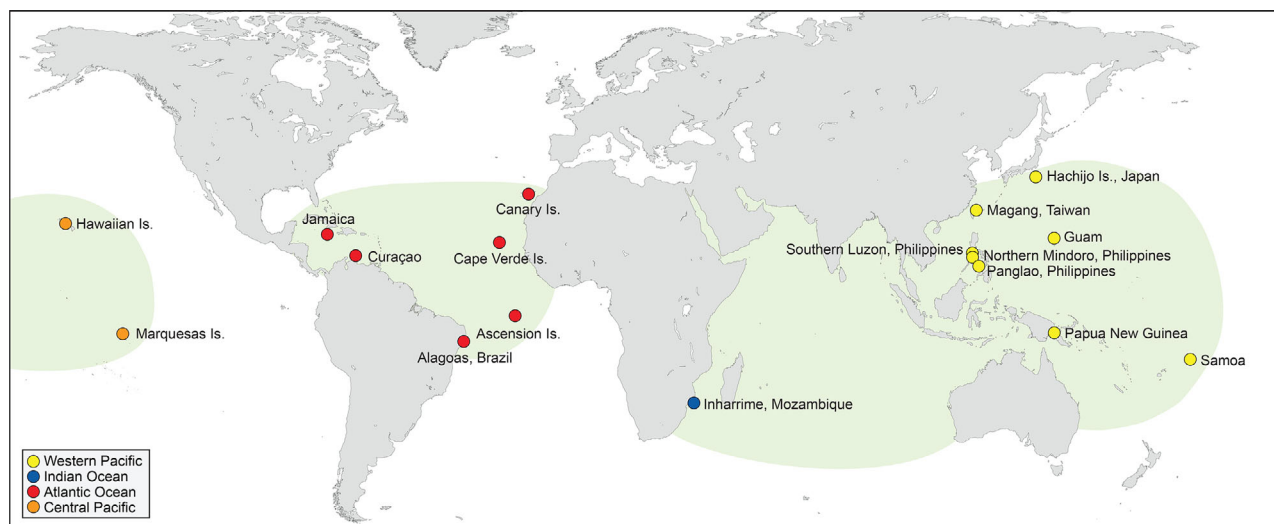 Hawaiian Is.
Marquesas Is.
Jamaica
Curaçao
Canary Is.
Cape Verde Is.
Ascension Is.
Alagoas, Brazil
Inharrime, Mozambique
Hachijo Is., Japan
Magang, Taiwan
Guam
Southern Luzon, Philippines
Northern Mindoro, Philippines
Panglao, Philippines
Papua New Guinea
Samoa
Western Pacific
Indian Ocean
Atlantic Ocean
Central Pacific